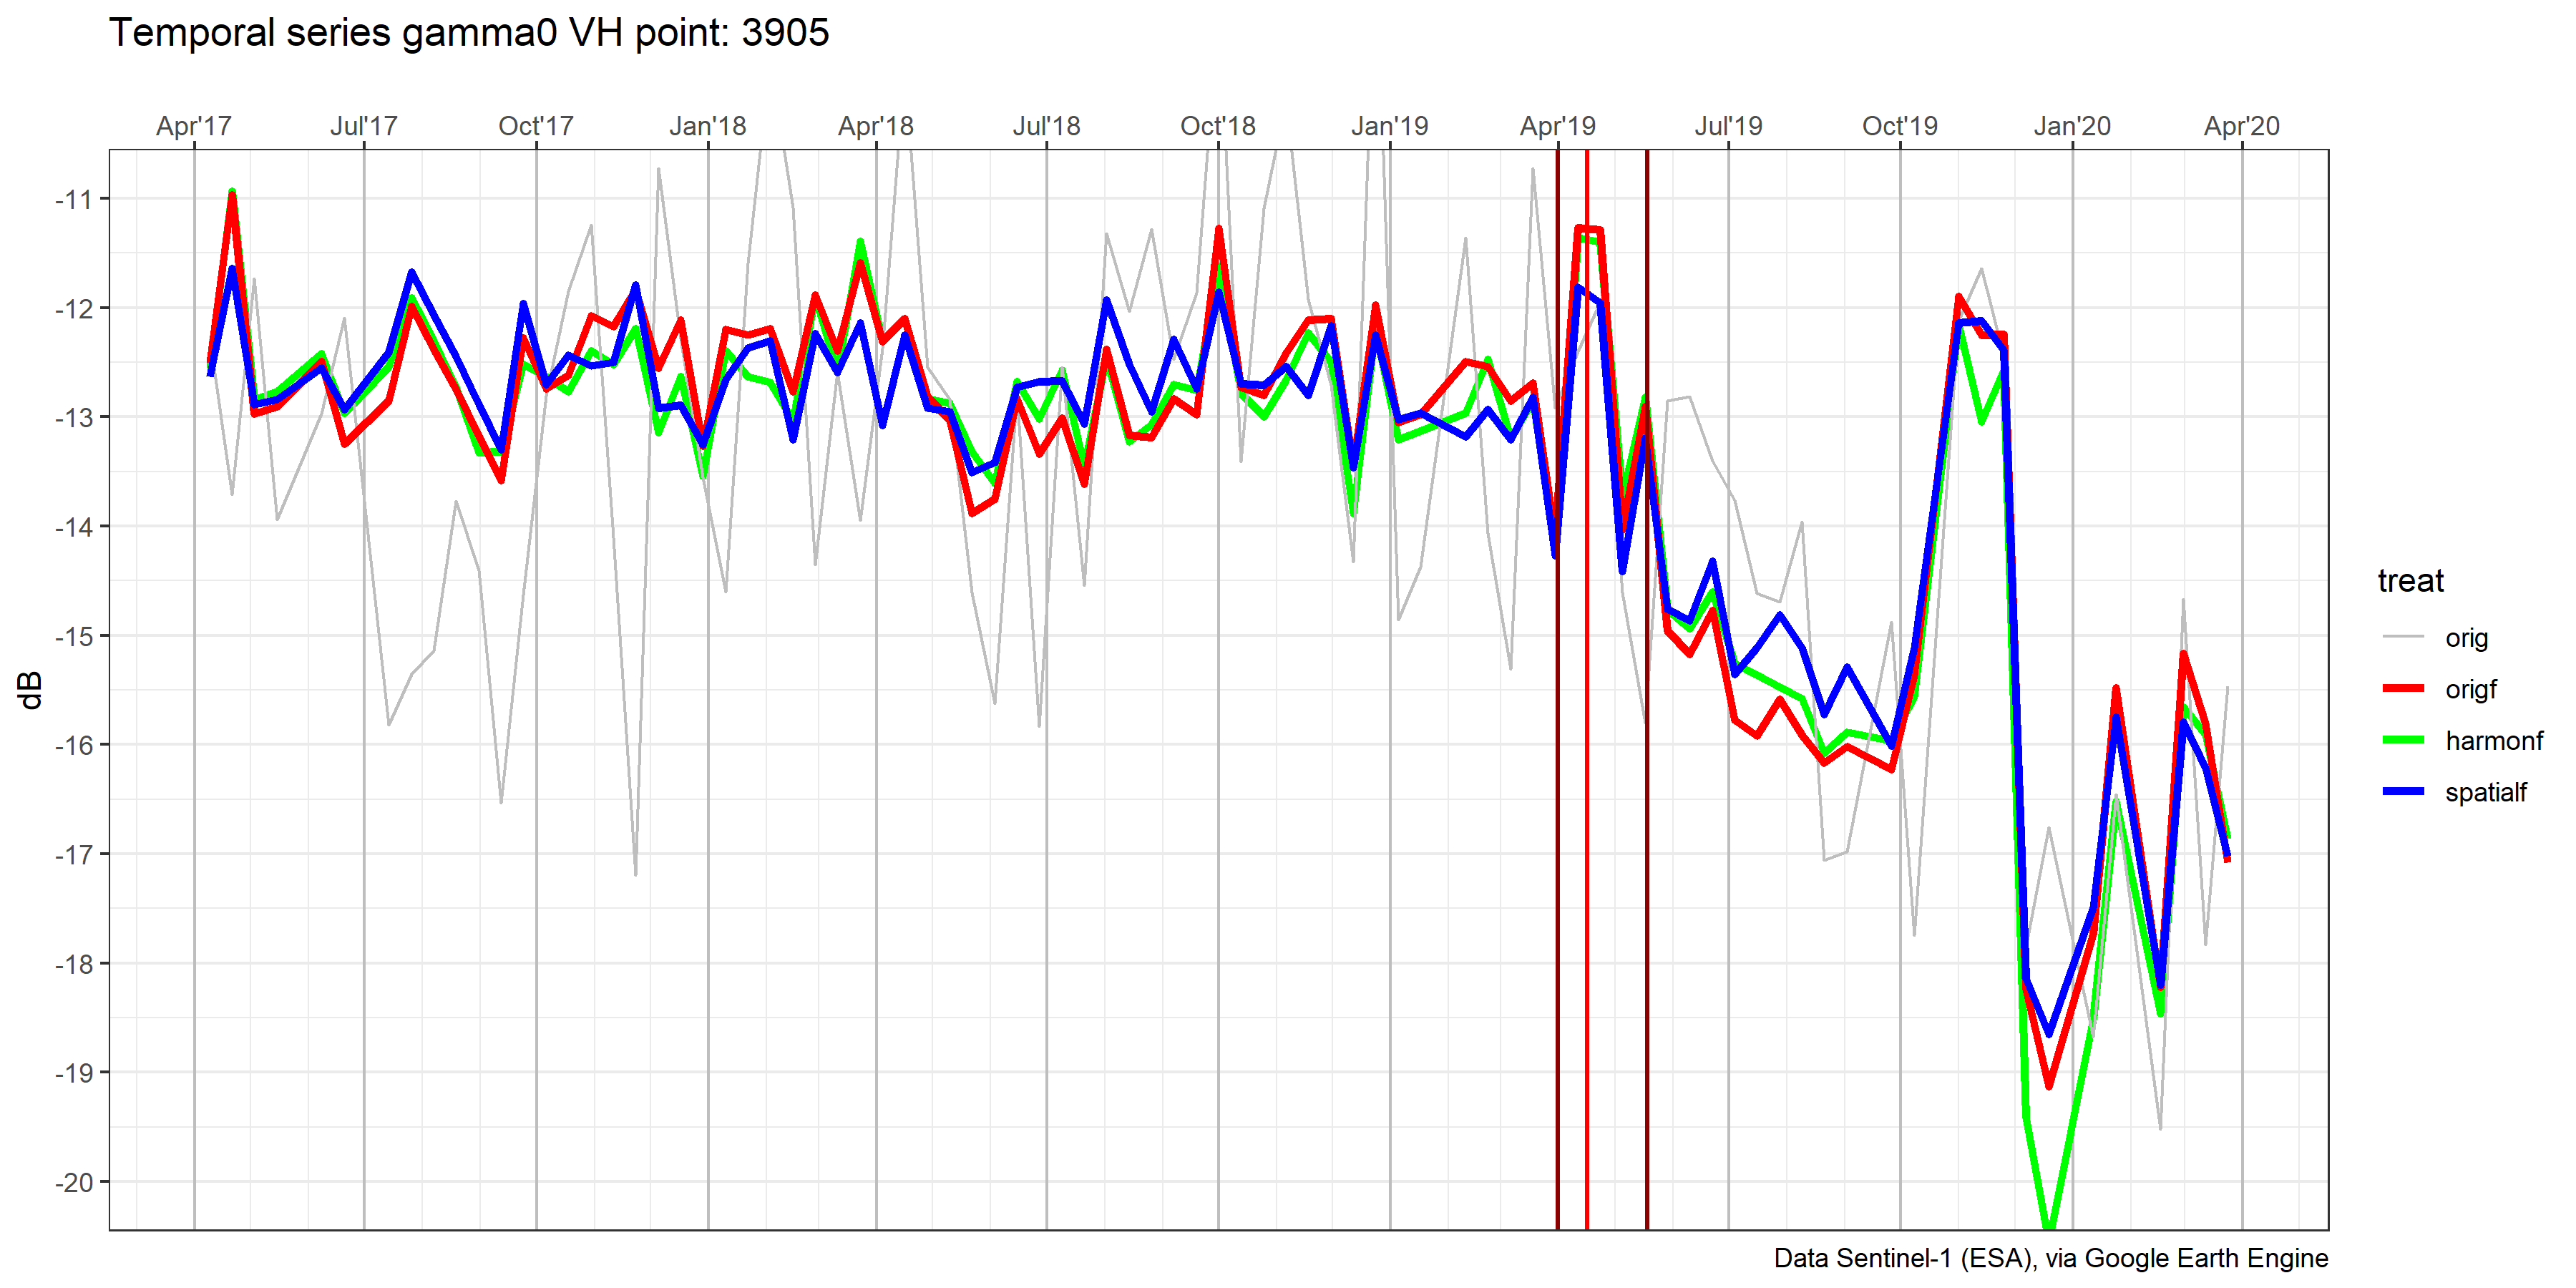 Temporal series gamma0 VH point: 3905
Apr'17 Jul'17 Oct'17 Jan'18 Apr'18 Jul'18 Oct'18 Jan'19 Apr'19 Jul'19 Oct'19 Jan'20 Apr'20
-11
-12
-13
-14
-15
-16
-17
-18
-19
-20
dB
treat
orig
origf
harmonf
spatialf
Data Sentinel-1 (ESA), via Google Earth Engine